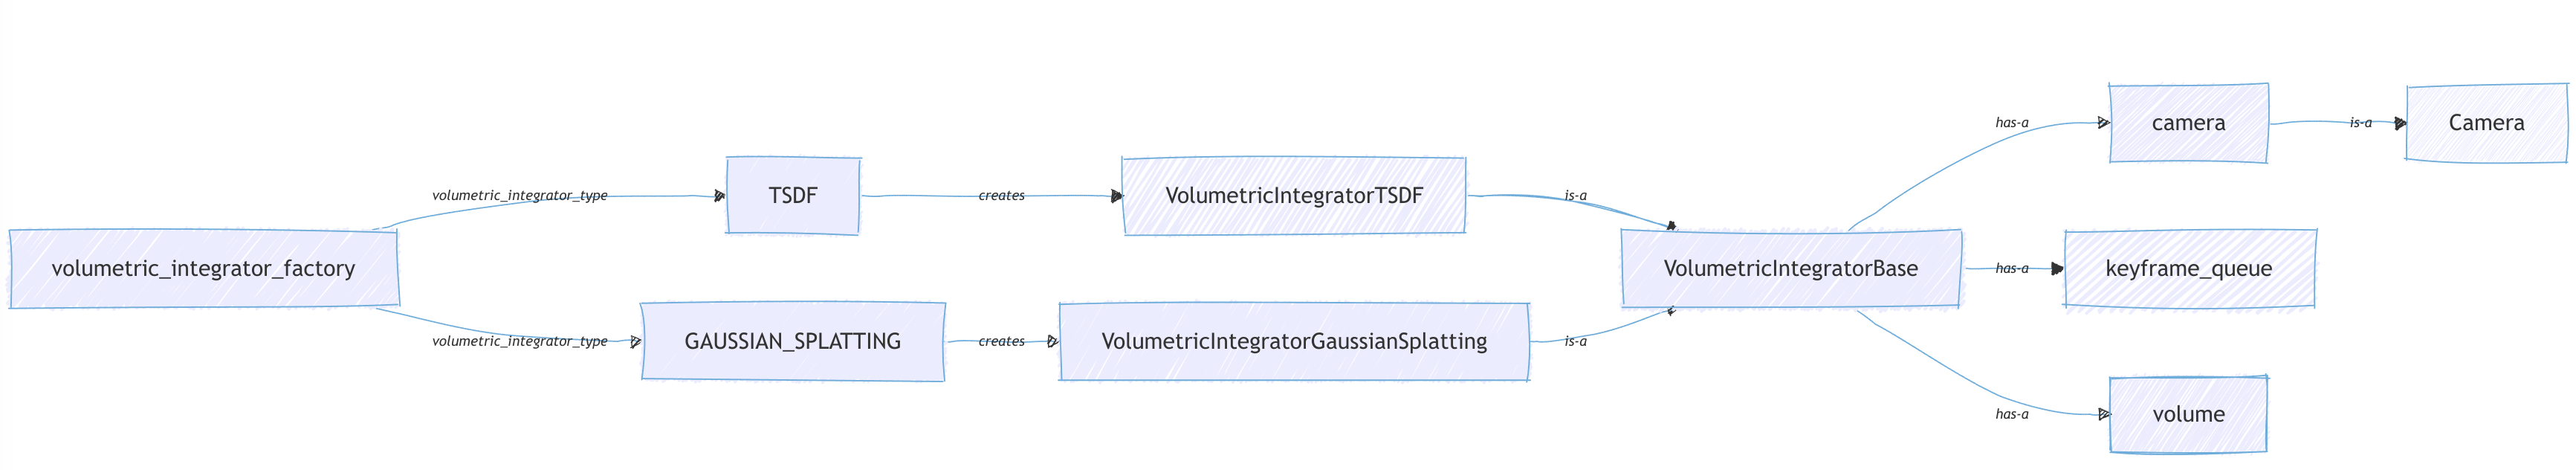 volumetric_integrator_factory
volumetric_integrator_type
TSDF
creates
VolumetricIntegratorTSDF
is-a
volumetric_integrator_type
GAUSSIAN_SPLATTING
creates
VolumetricIntegratorGaussianSplatting
is-a
VolumetricIntegratorBase
has-a
camera
is-a
Camera
has-a
keyframe_queue
has-a
volume